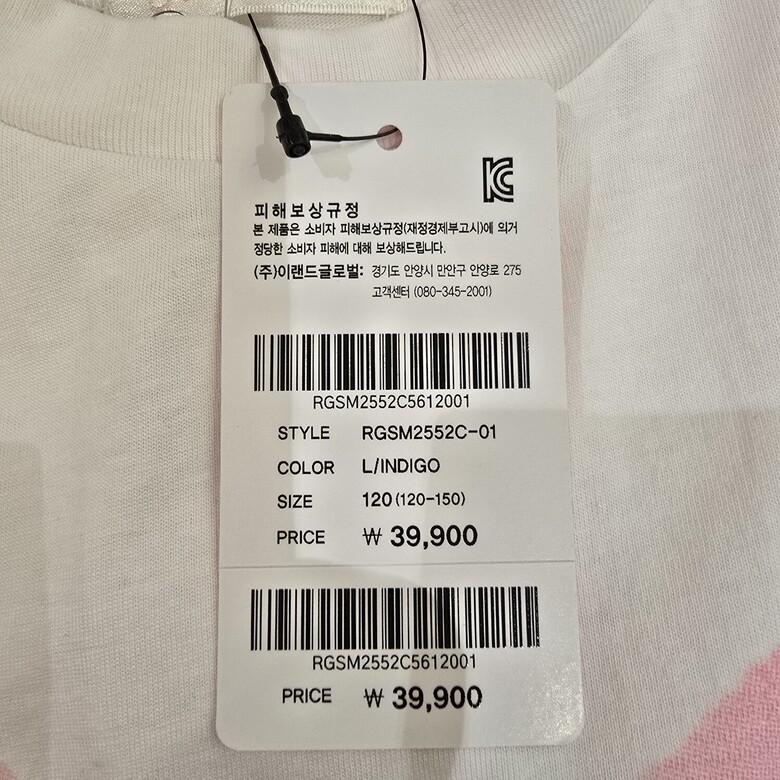 피해보상규정
본 제품은 소비자 피해보상규정(재정경제부고시)에 의거
정당한 소비자 피해에 대해 보상해드립니다.
(주)이랜드글로벌: 경기도 안양시 만안구 안양로 275
고객센터 (080-345-2001)
RGSM2552C5612001
STYLE RGSM2552C-01
COLOR L/INDIGO
SIZE 120(120-150)
PRICE ₩ 39,900
RGSM2552C5612001
PRICE ₩ 39,900